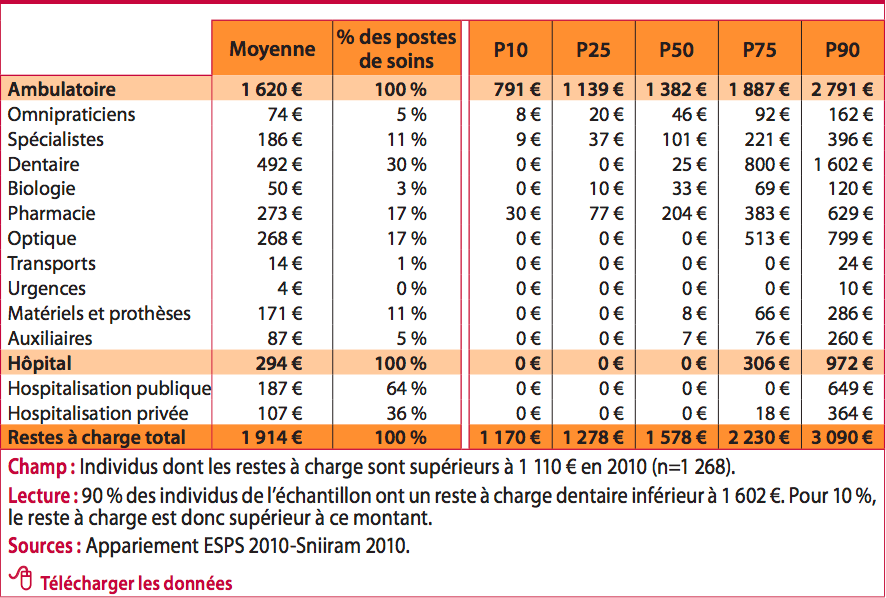 Moyenne % des postes de soins P10 P25 P50 P75 P90
Ambulatoire 1 620 € 100 % 791 € 1 139 € 1 382 € 1 887 € 2 791 €
Omnipraticiens 74 € 5 % 8 € 20 € 46 € 92 € 162 €
Spécialistes 186 € 11 % 9 € 37 € 101 € 221 € 396 €
Dentaire 492 € 30 % 0 € 0 € 25 € 800 € 1 602 €
Biologie 50 € 3 % 0 € 10 € 33 € 69 € 120 €
Pharmacie 273 € 17 % 30 € 77 € 204 € 383 € 629 €
Optique 268 € 17 % 0 € 0 € 0 € 513 € 799 €
Transports 14 € 1 % 0 € 0 € 0 € 0 € 24 €
Urgences 4 € 0 % 0 € 0 € 0 € 0 € 10 €
Matériels et prothèses 171 € 11 % 0 € 0 € 8 € 66 € 286 €
Auxiliaires 87 € 5 % 0 € 0 € 7 € 76 € 260 €
Hôpital 294 € 100 % 0 € 0 € 0 € 306 € 972 €
Hospitalisation publique 187 € 64 % 0 € 0 € 0 € 0 € 649 €
Hospitalisation privée 107 € 36 % 0 € 0 € 0 € 18 € 364 €
Restes à charge total 1 914 € 100 % 1 170 € 1 278 € 1 578 € 2 230 € 3 090 €
Champ : Individus dont les restes à charge sont supérieurs à 1 110 € en 2010 (n=1 268).
Lecture : 90 % des individus de l'échantillon ont un reste à charge dentaire inférieur à 1 602 €. Pour 10 %,
le reste à charge est donc supérieur à ce montant.
Sources : Appariement ESPS 2010-Sniiram 2010.
Télécharger les données